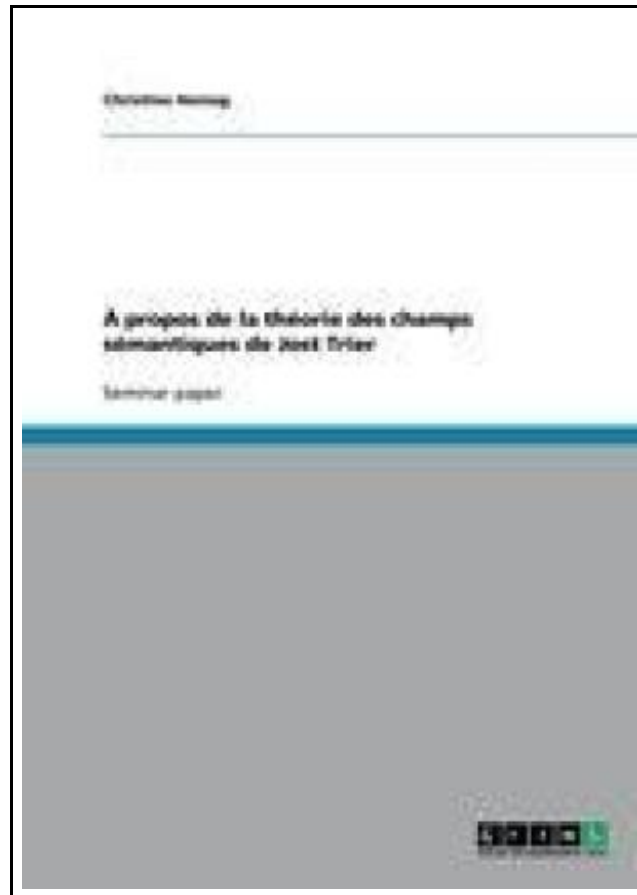 À propos de la théorie des champs
sémantiques de Jost Trier
Seminar paper